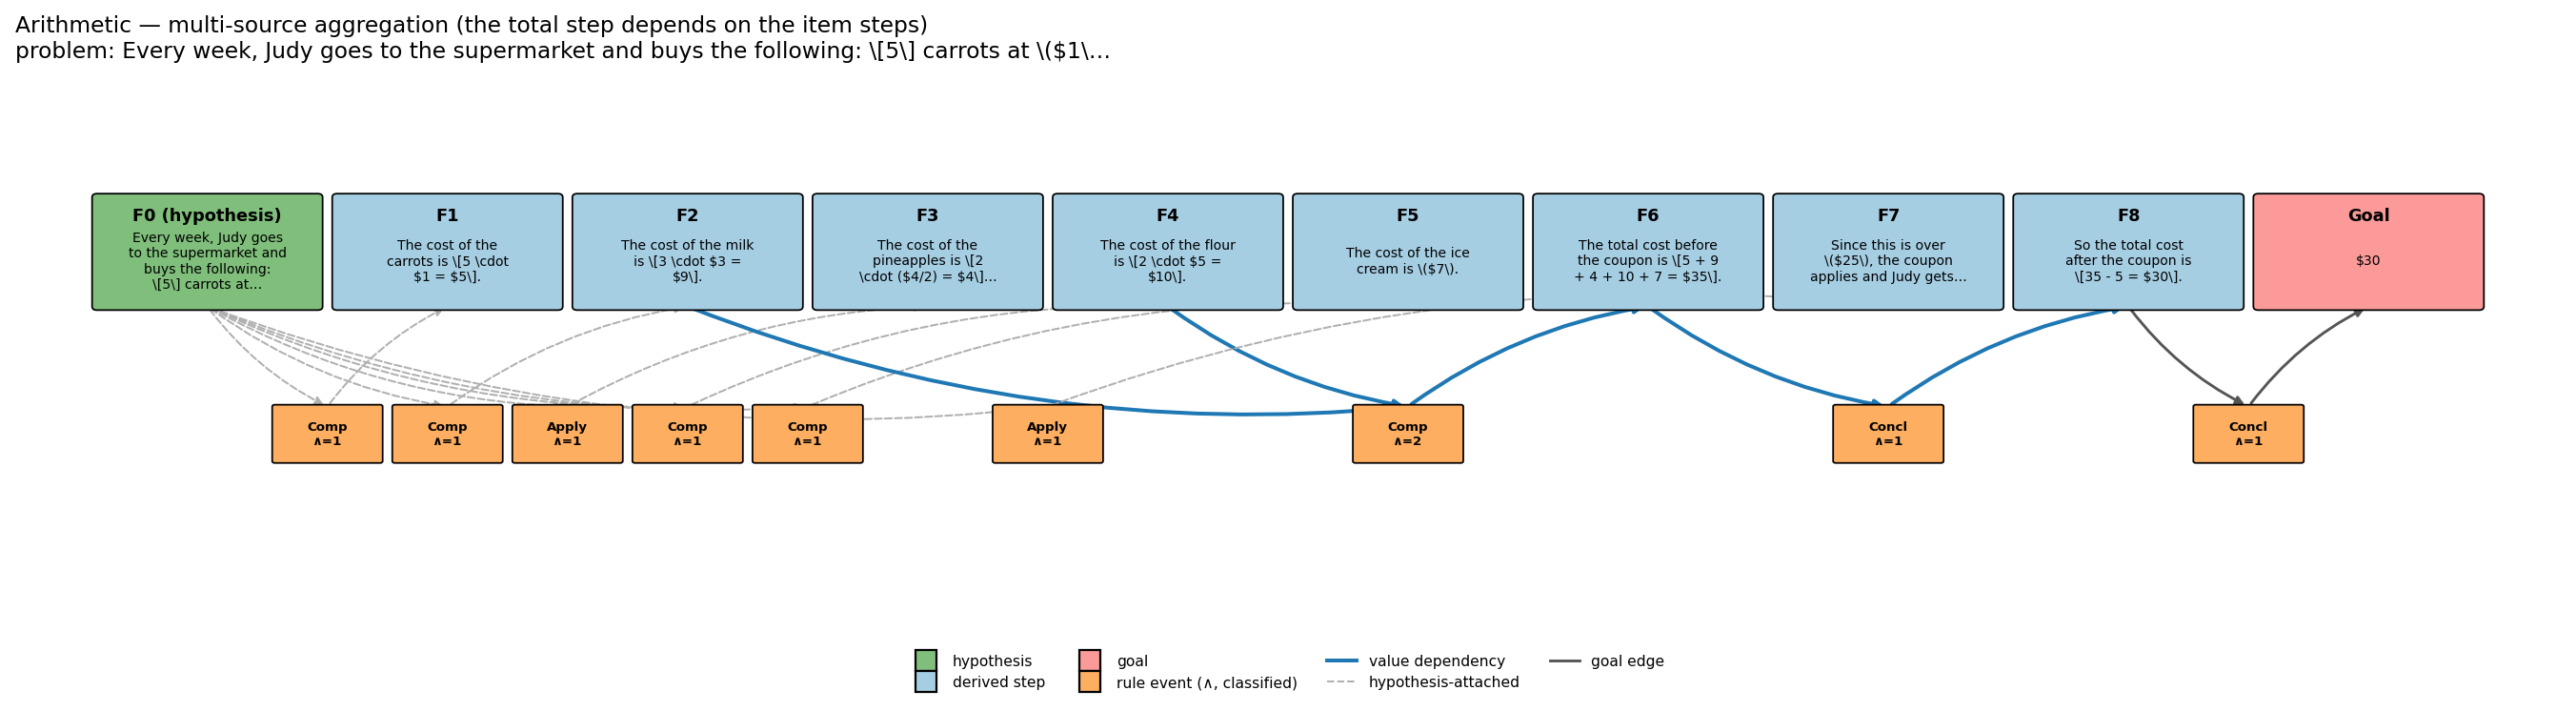 Arithmetic — multi-source aggregation (the total step depends on the item steps)
problem: Every week, Judy goes to the supermarket and buys the following: \[5\] carrots at \($1\...
F0 (hypothesis)
Every week, Judy goes
to the supermarket and
buys the following:
\[5\] carrots at...
F1
The cost of the
carrots is \[5 \cdot
$1 = $5\].
F2
The cost of the milk
is \[3 \cdot $3 =
$9\].
F3
The cost of the
pineapples is \[2
\cdot ($4/2) = $4\]...
F4
The cost of the flour
is \[2 \cdot $5 =
$10\].
F5
The cost of the ice
cream is \($7\).
F6
The total cost before
the coupon is \[5 + 9
+ 4 + 10 + 7 = $35\].
F7
Since this is over
\($25\), the coupon
applies and Judy gets...
F8
So the total cost
after the coupon is
\[35 - 5 = $30\].
Goal
$30
Comp
∧=1
Comp
∧=1
Apply
∧=1
Comp
∧=1
Comp
∧=1
Apply
∧=1
Comp
∧=2
Concl
∧=1
Concl
∧=1
hypothesis
derived step
goal
rule event (∧, classified)
value dependency
hypothesis-attached
goal edge